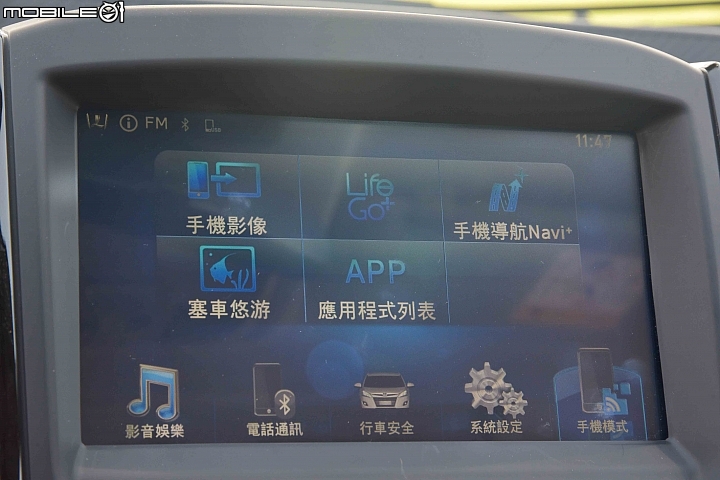 MOBILE01
FM
11:47
手機影像
Life Go+
手機導航Navi+
塞車悠游
APP
應用程式列表
影音娛樂
電話通訊
行車安全
系統設定
手機模式